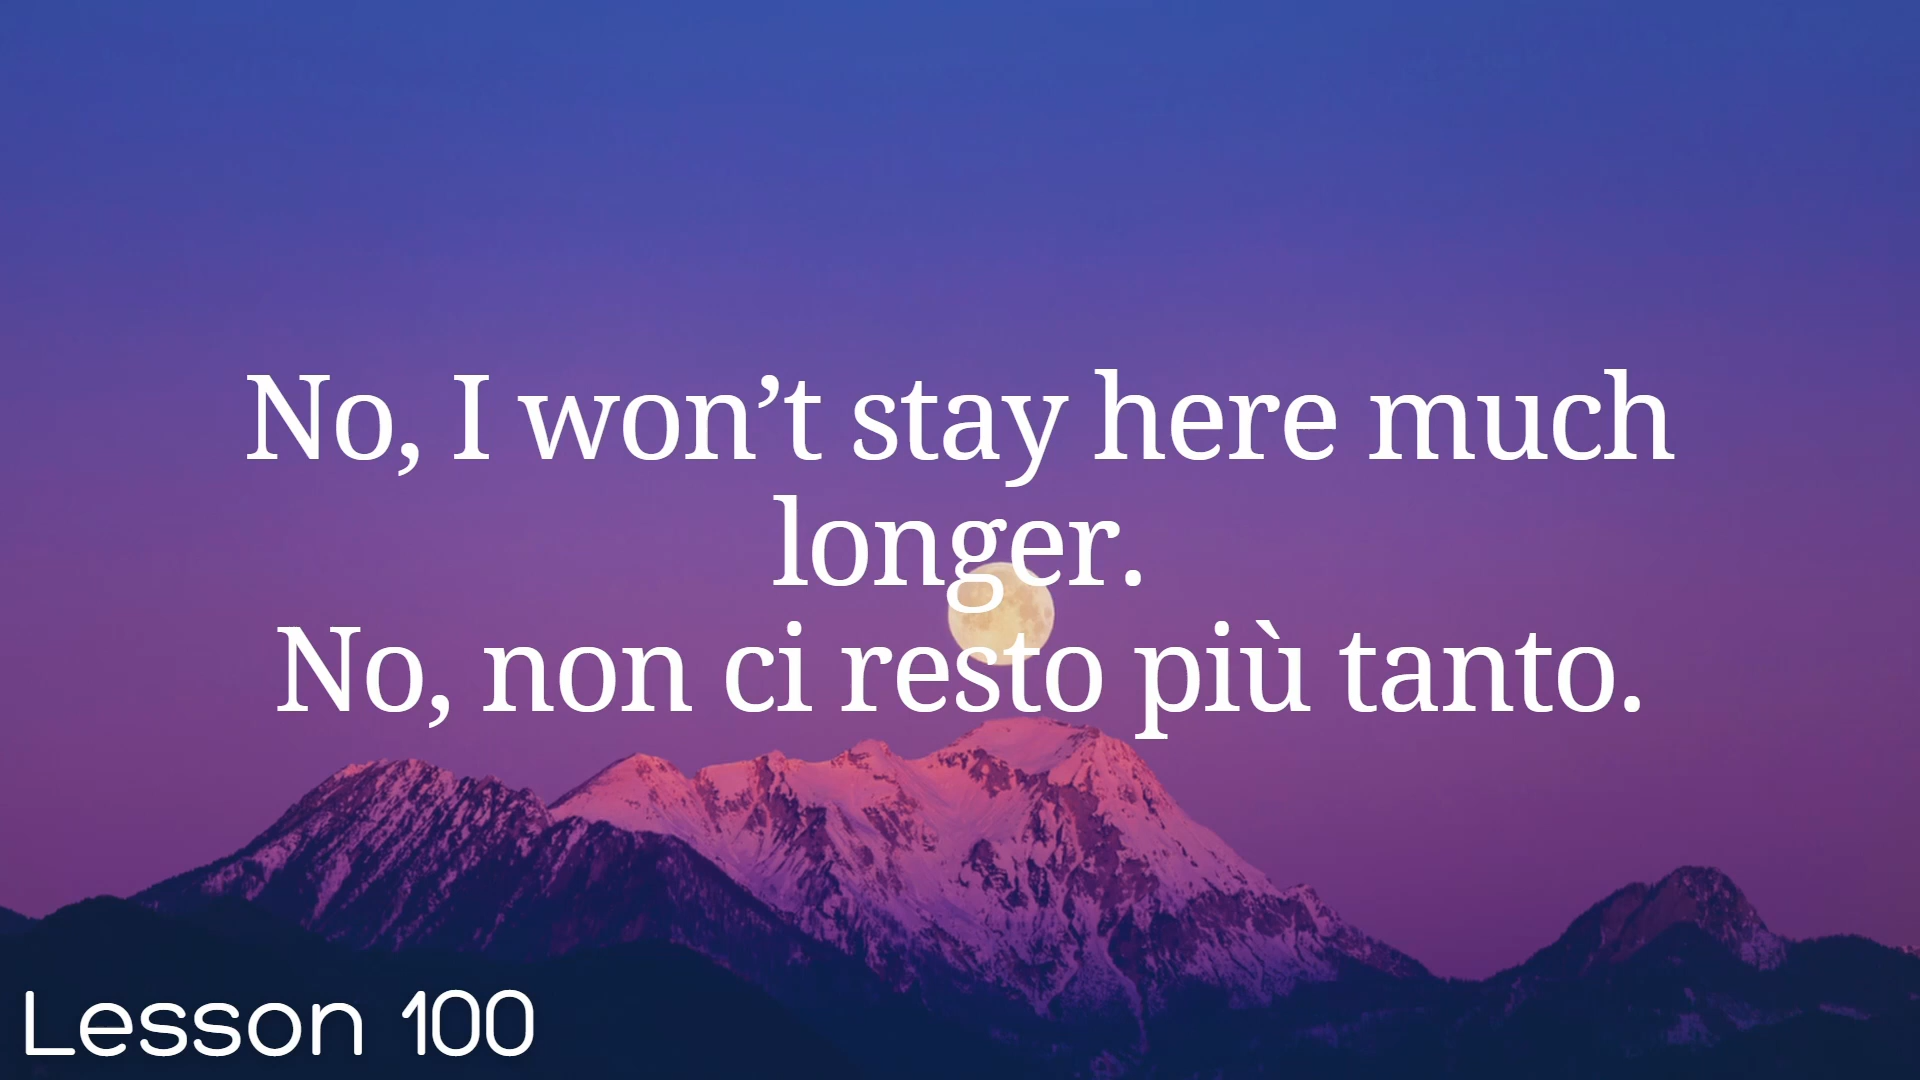 No, I won’t stay here much
longer.
No, non ci resto più tanto.
Lesson 100